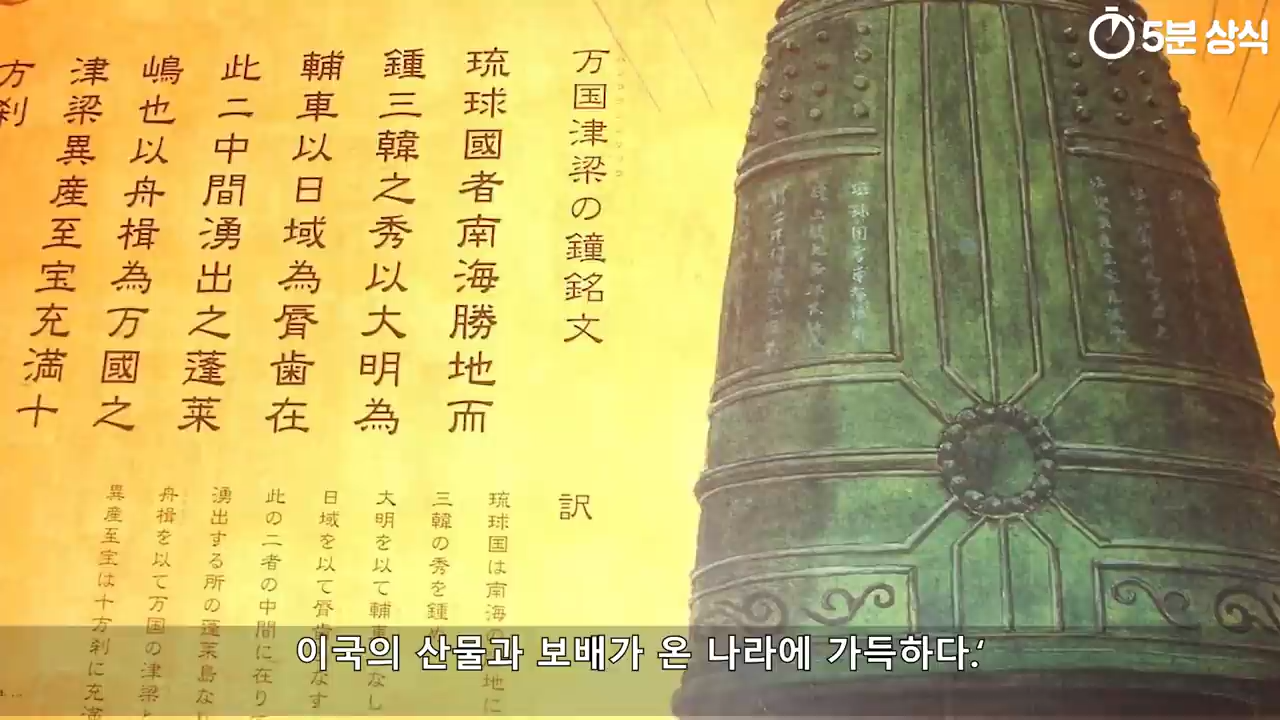 5분 상식
万国津梁の鐘銘文
琉球國者南海勝地而
鍾三韓之秀以大明為
輔車以日域為脣歯在
此二中間湧出之蓬莱
嶋也以舟楫為万國之
津梁異産至宝充満十
方刹
訳
琉球国は南海の
地に
三韓の秀を鍾
大明を以て輔車
なし
日域を以て脣歯
なす
此の二者の中間に在り
湧出する所の蓬莱島な
舟楫を以て万国の津梁
異産至宝は十方刹に充満
이국의 산물과 보배가 온 나라에 가득하다.'